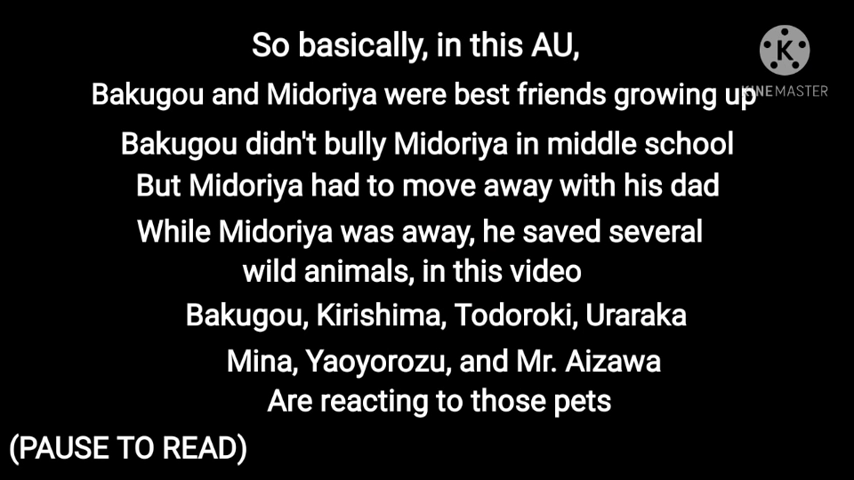 So basically, in this AU,
Bakugou and Midoriya were best friends growing up
Bakugou didn't bully Midoriya in middle school
But Midoriya had to move away with his dad
While Midoriya was away, he saved several
wild animals, in this video
Bakugou, Kirishima, Todoroki, Uraraka
Mina, Yaoyorozu, and Mr. Aizawa
Are reacting to those pets
(PAUSE TO READ)
K
KINEMASTER